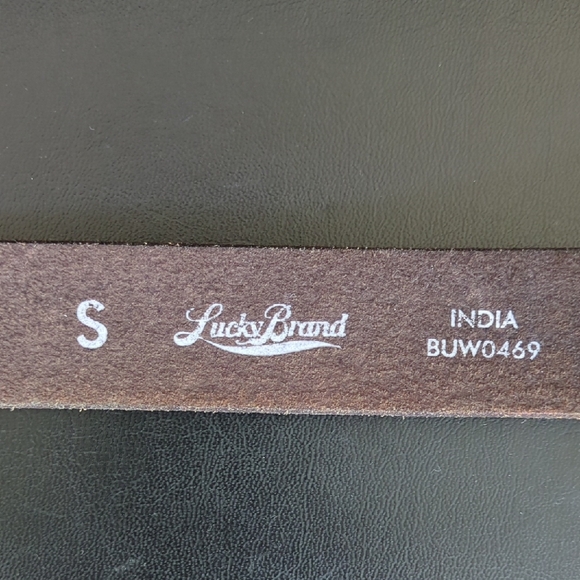 S
Lucky Brand
INDIA
BUW0469